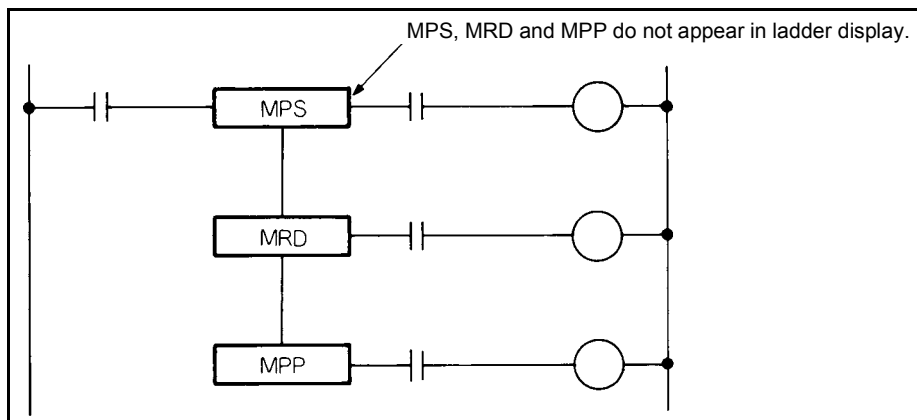 MPS, MRD and MPP do not appear in ladder display.
MPS
MRD
MPP